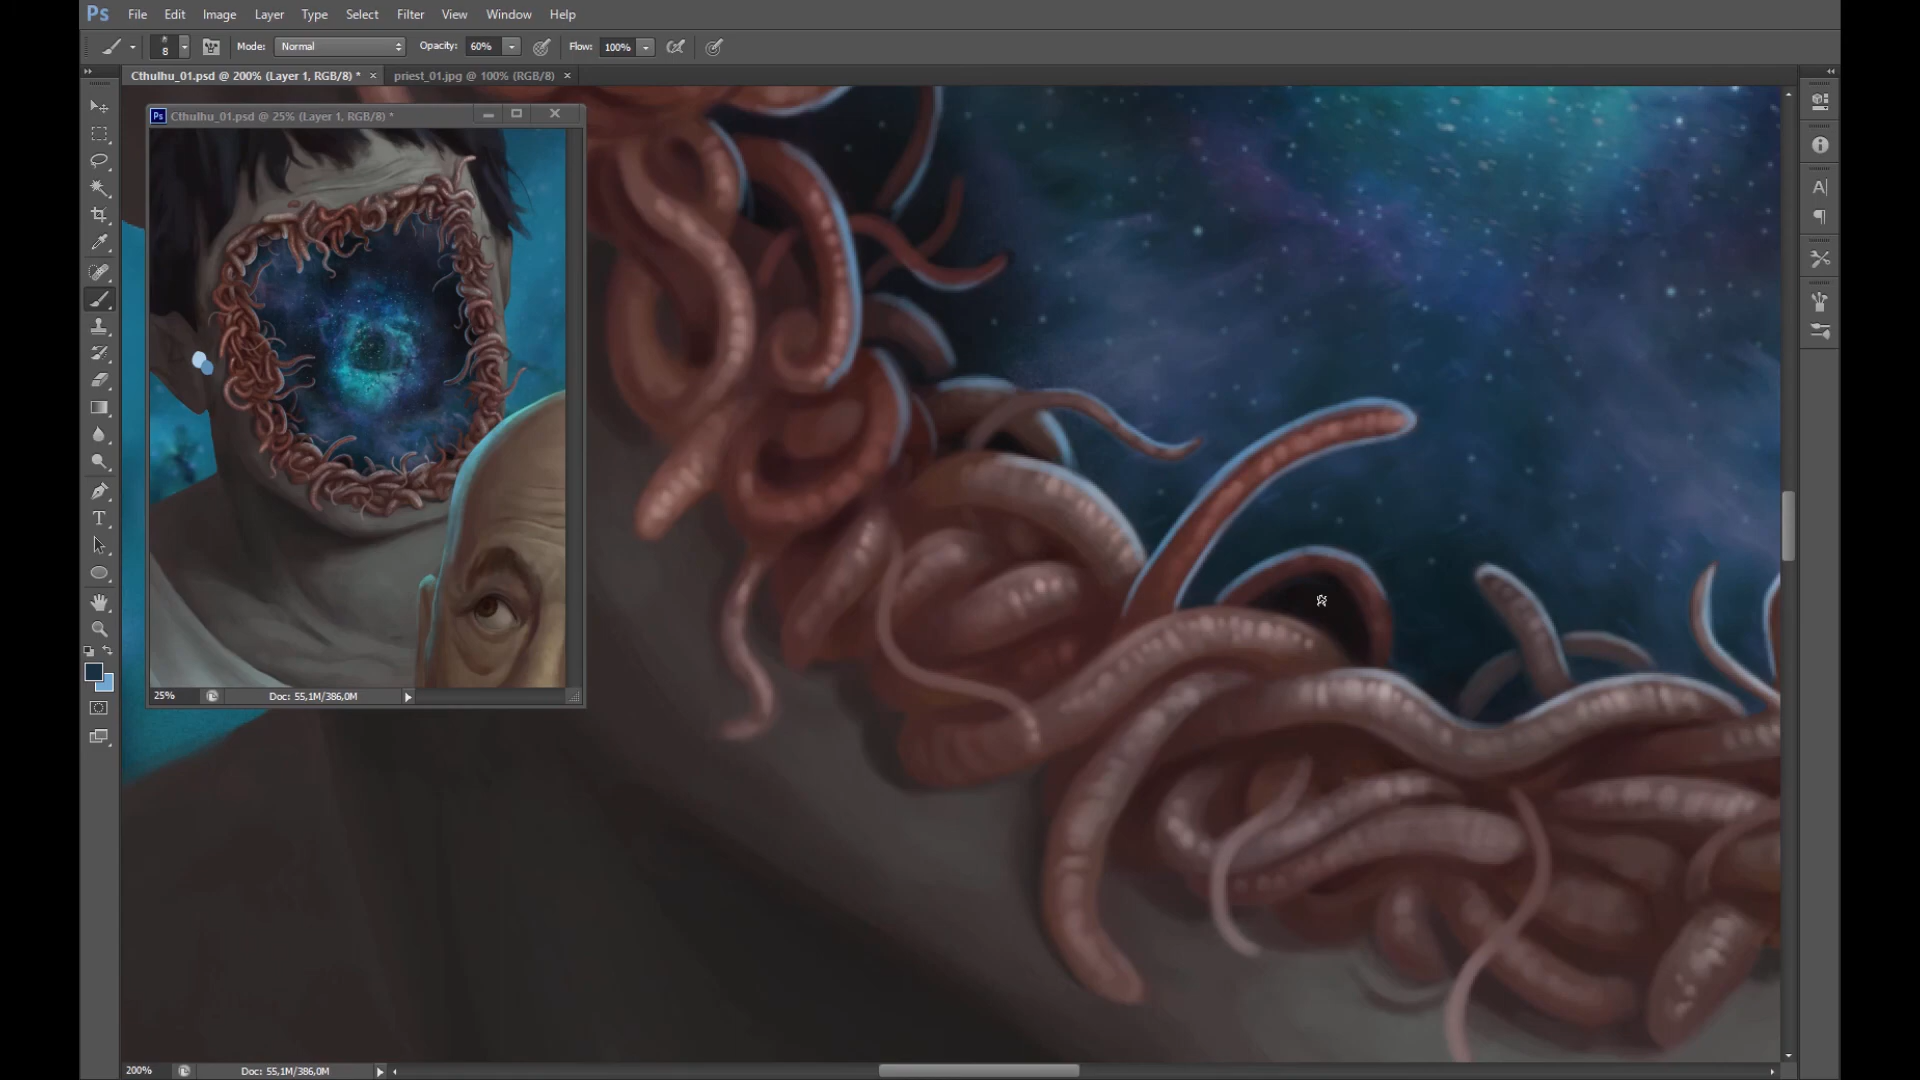 Ps File Edit Image Layer Type Select Filter View Window Help
8 Mode: Normal Opacity: 60% Flow: 100%
Cthulhu_01.psd @ 200% (Layer 1, RGB/8) * × priest_01.jpg @ 100% (RGB/8) ×
Ps Cthulhu_01.psd @ 25% (Layer 1, RGB/8) *
25% Doc: 55,1M/386,0M
200% Doc: 55,1M/386,0M